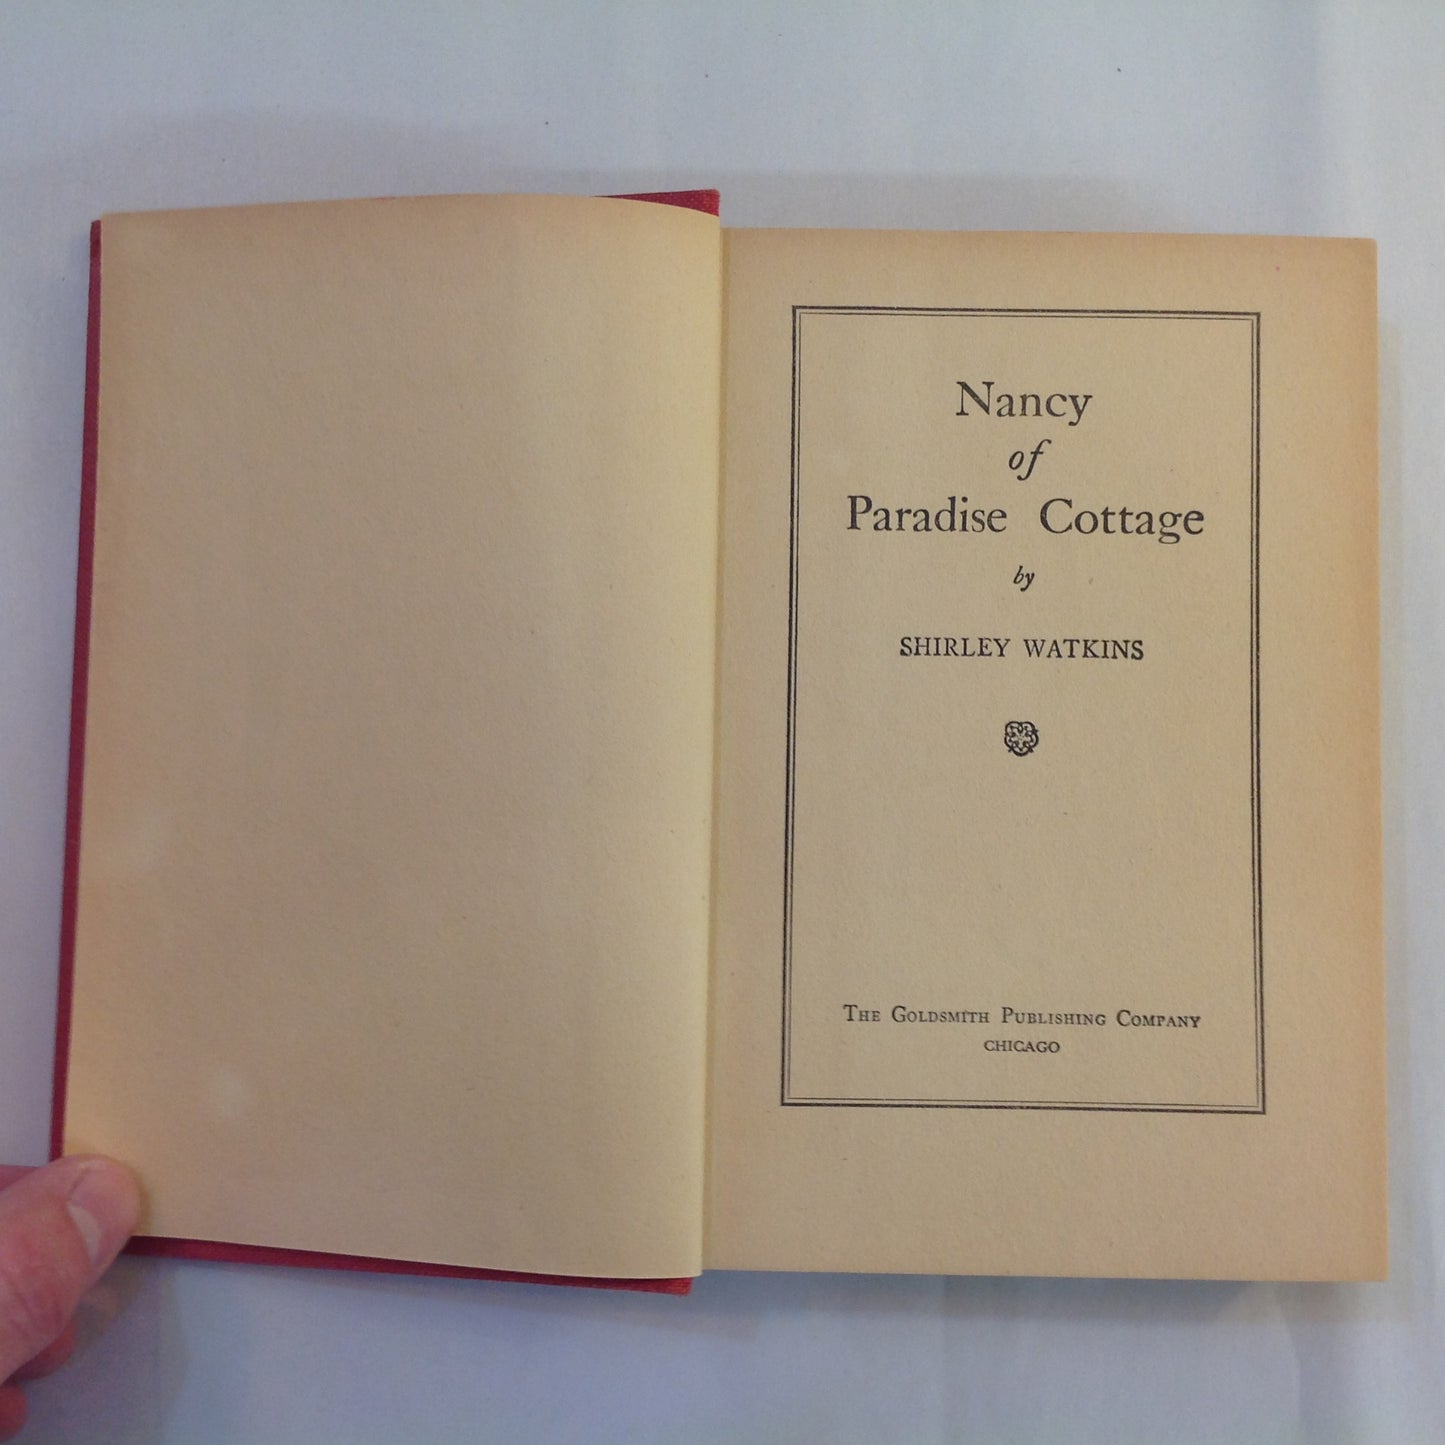 Nancy
of
Paradise Cottage
by
SHIRLEY WATKINS
THE GOLDSMITH PUBLISHING COMPANY
CHICAGO